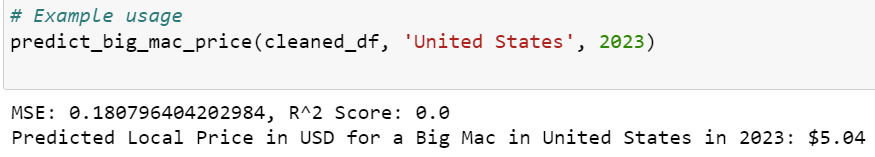 # Example usage
predict_big_mac_price(cleaned_df, 'United States', 2023)
MSE: 0.180796404202984, R^2 Score: 0.0
Predicted Local Price in USD for a Big Mac in United States in 2023: $5.04